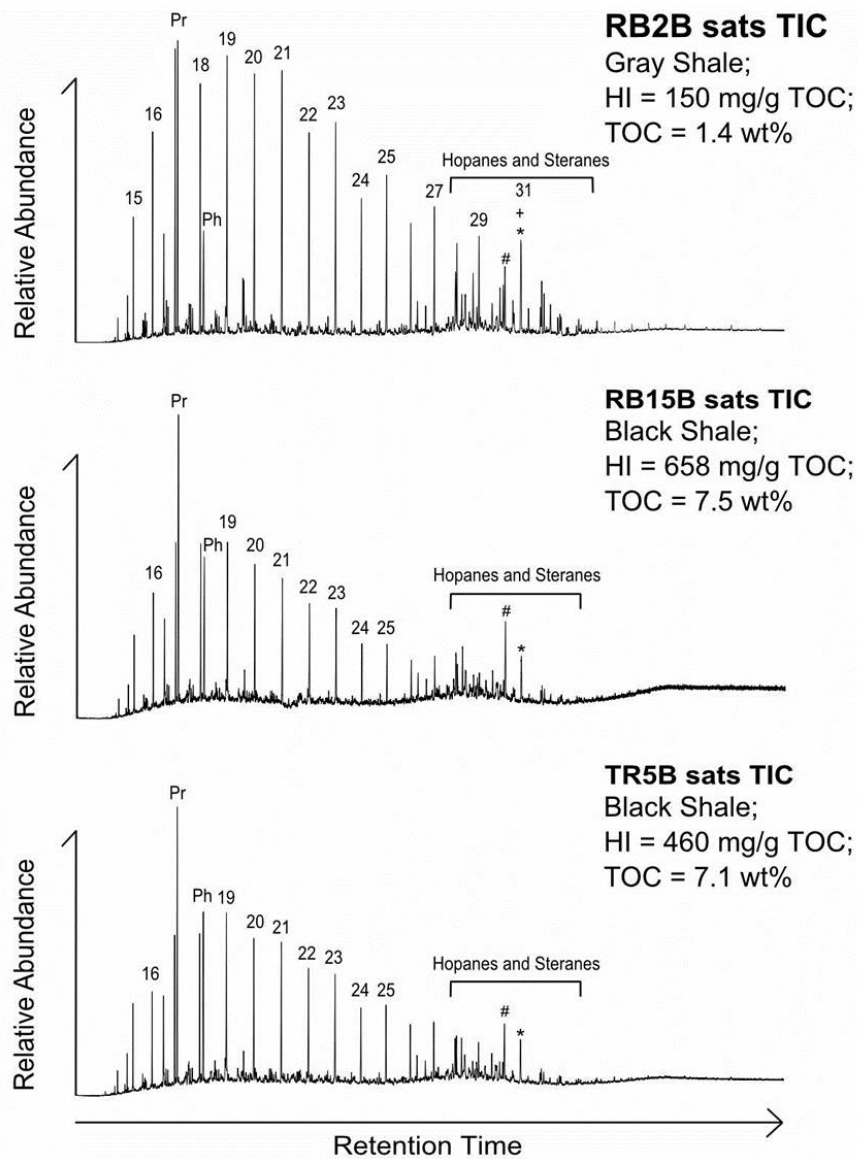 RB2B sats TIC
Gray Shale;
HI = 150 mg/g TOC;
TOC = 1.4 wt%
Relative Abundance
Pr
15
16
18
Ph
19
20
21
22
23
24
25
27
Hopanes and Steranes
29
#
31
+
*
RB15B sats TIC
Black Shale;
HI = 658 mg/g TOC;
TOC = 7.5 wt%
Relative Abundance
Pr
16
Ph
19
20
21
22
23
24
25
Hopanes and Steranes
#
*
TR5B sats TIC
Black Shale;
HI = 460 mg/g TOC;
TOC = 7.1 wt%
Relative Abundance
Pr
16
Ph
19
20
21
22
23
24
25
Hopanes and Steranes
#
*
Retention Time